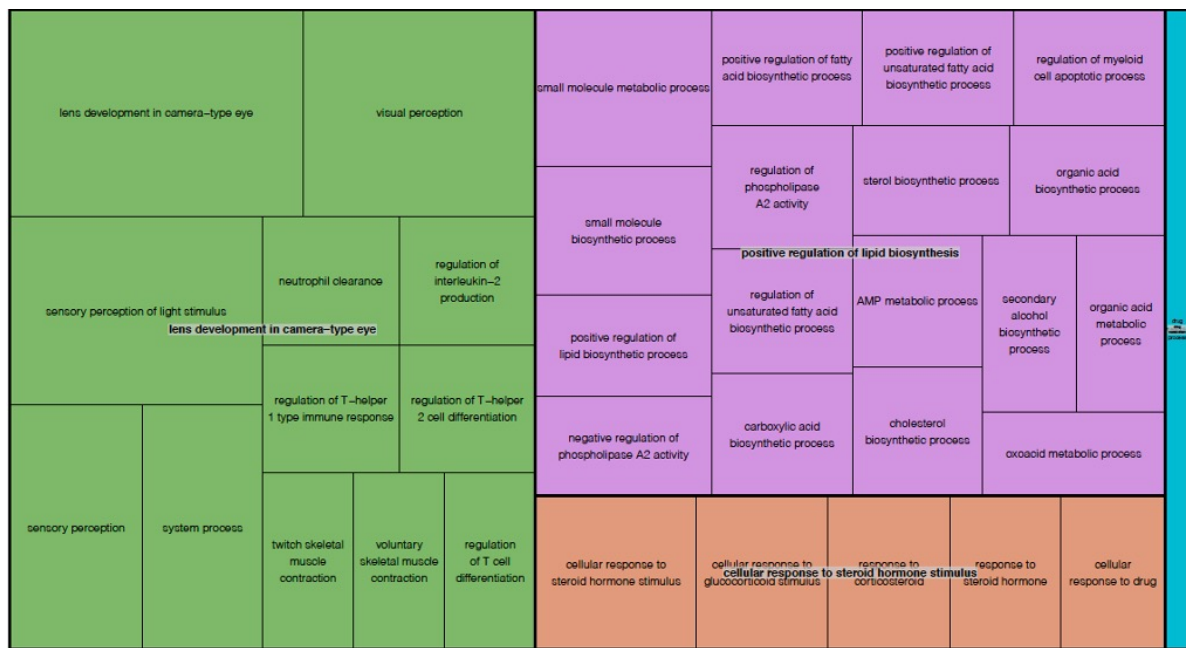 lens development in camera−type eye
visual perception
sensory perception of light stimulus
neutrophil clearance
regulation of
interleukin−2
production
lens development in camera−type eye
regulation of T−helper
1 type immune response
regulation of T−helper
2 cell differentiation
sensory perception
system process
twitch skeletal
muscle
contraction
voluntary
skeletal muscle
contraction
regulation
of T cell
differentiation
small molecule metabolic process
positive regulation of fatty
acid biosynthetic process
positive regulation of
unsaturated fatty acid
biosynthetic process
regulation of myeloid
cell apoptotic process
small molecule
biosynthetic process
regulation of
phospholipase
A2 activity
sterol biosynthetic process
organic acid
biosynthetic process
positive regulation of lipid biosynthesis
positive regulation of
lipid biosynthetic process
regulation of
unsaturated fatty acid
biosynthetic process
AMP metabolic process
secondary
alcohol
biosynthetic
process
organic acid
metabolic
process
negative regulation of
phospholipase A2 activity
carboxylic acid
biosynthetic process
cholesterol
biosynthetic process
oxoacid metabolic process
cellular response to
steroid hormone stimulus
cellular response to
glucocorticoid stimulus
response to
corticosteroid
response to
steroid hormone
cellular
response to drug
cellular response to steroid hormone stimulus
drug
process